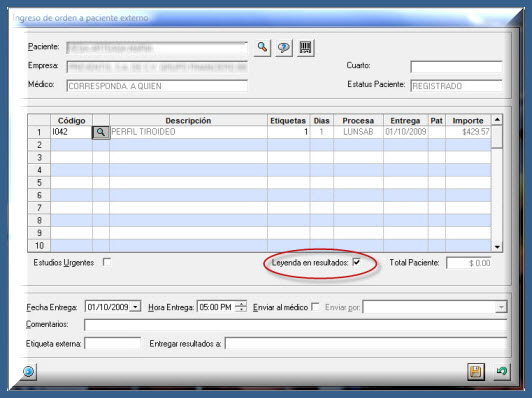 Ingreso de orden a paciente externo
Paciente:
Empresa: Cuarto:
Médico: CORRESPONDA, A QUIEN Estatus Paciente: REGISTRADO
Código Descripción Etiquetas Dias Procesa Entrega Pat Importe
1 I042 PERFIL TIROIDEO 1 1 LUNSAB 01/10/2009 $429.57
2
3
4
5
6
7
8
9
10
Estudios Urgentes Leyenda en resultados: Total Paciente: $ 0.00
Fecha Entrega: 01/10/2009 Hora Entrega: 05:00 PM Enviar al médico Enviar por:
Comentarios:
Etiqueta externa: Entregar resultados a: